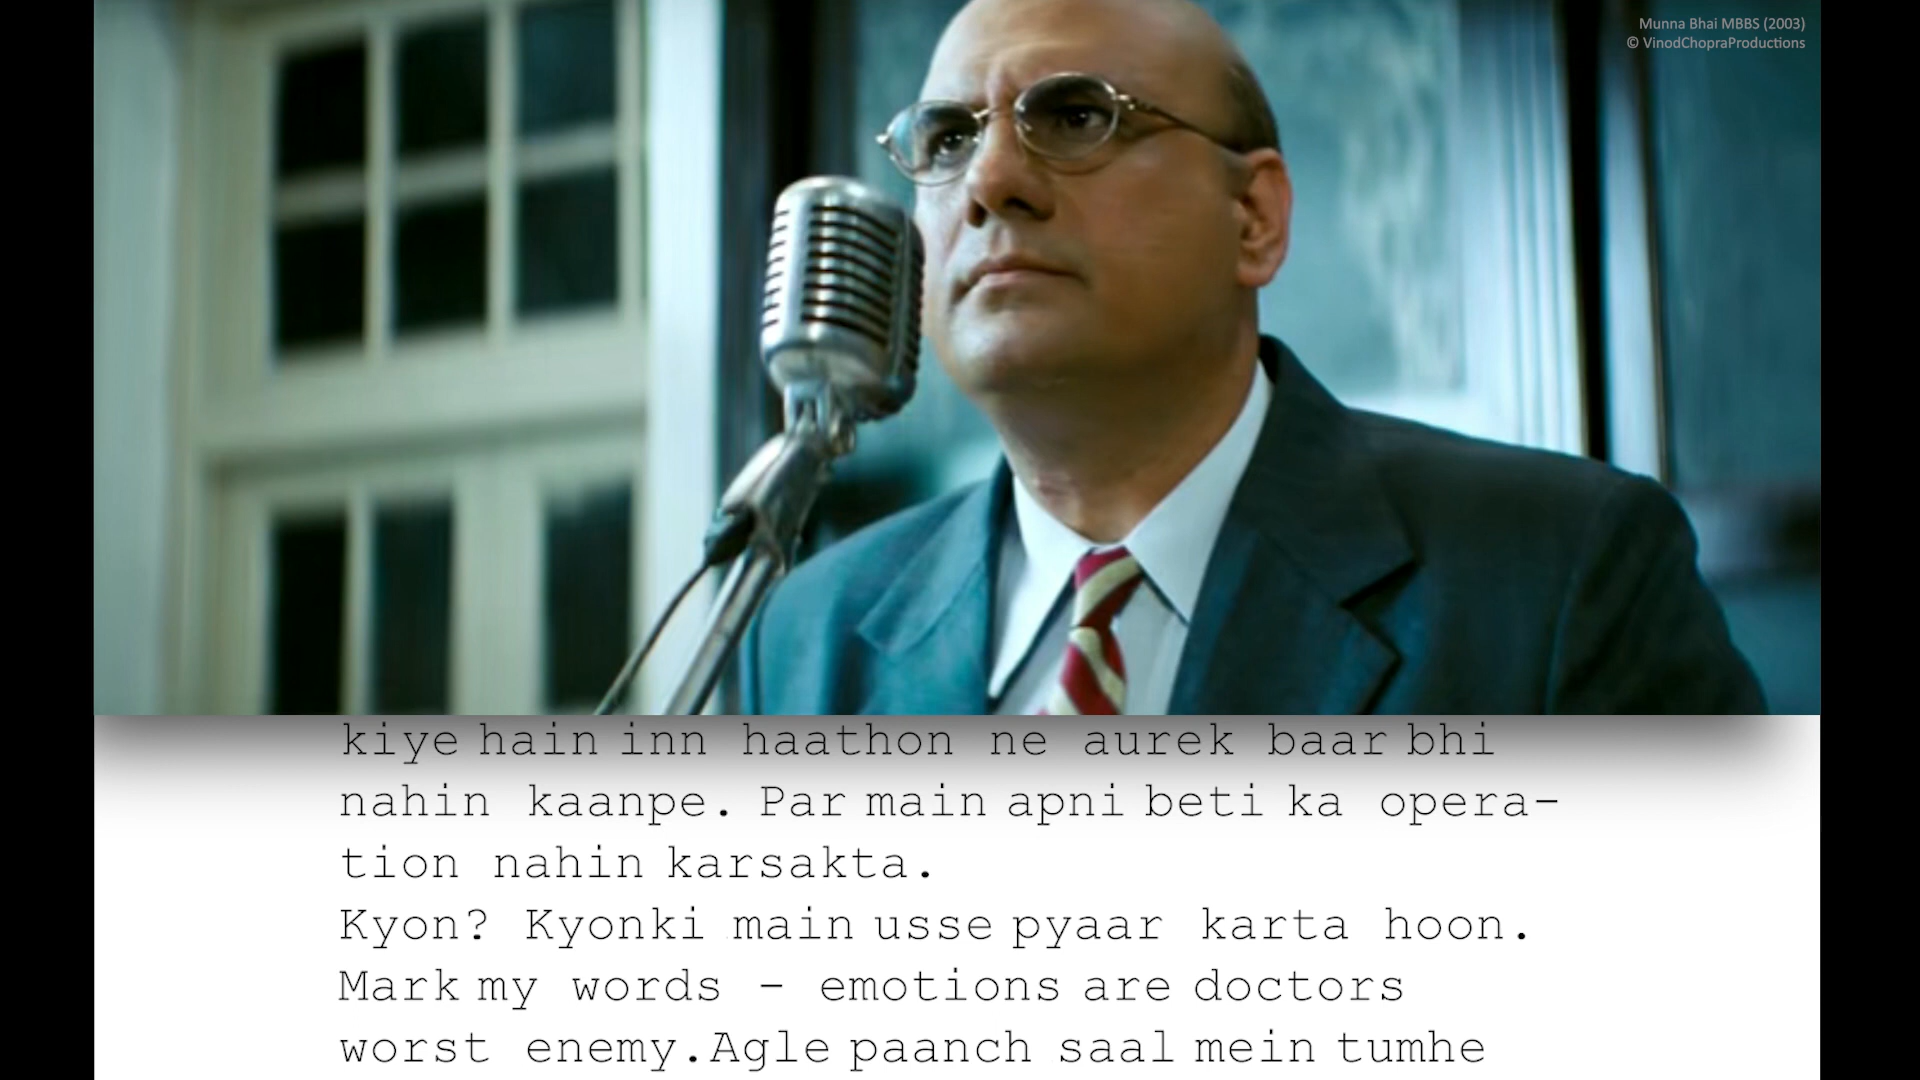 Munna Bhai MBBS (2003)
© VinodChopraProductions
kiye hain inn haathon ne aurek baar bhi
nahin kaanpe. Par main apni beti ka opera-
tion nahin karsakta.
Kyon? Kyonki main usse pyaar karta hoon.
Mark my words - emotions are doctors
worst enemy.Agle paanch saal mein tumhe